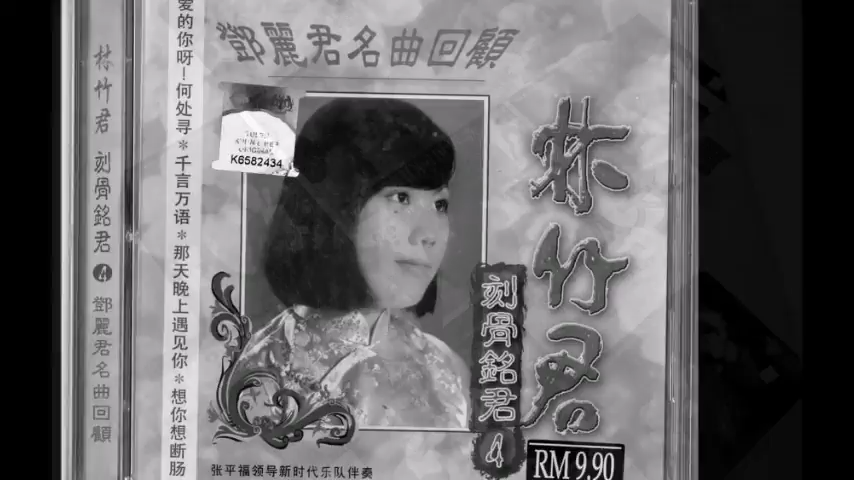 林竹君 刻骨銘君 4 鄧麗君名曲回顧
爱的你呀!何处寻*千言万语*那天晚上遇见你*想你想断肠
鄧麗君名曲回顧
K6582434
林竹君
刻骨銘君
4
张平福领导新时代乐队伴奏
RM 9.90